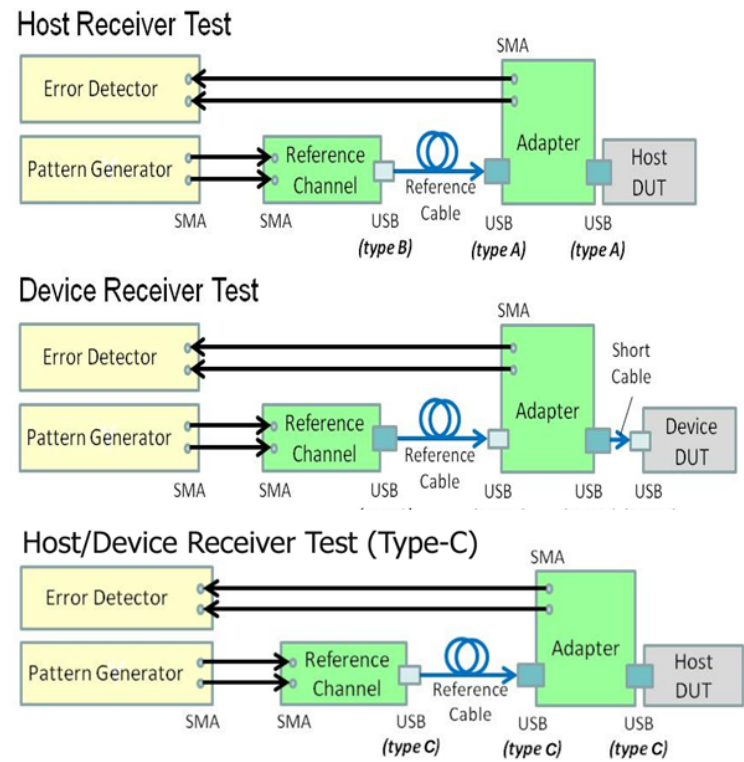 Host Receiver Test
SMA
Error Detector
Pattern Generator
Reference
Channel
Reference
Cable
Adapter
Host
DUT
SMA
SMA
USB
(type B)
USB
(type A)
USB
(type A)
Device Receiver Test
SMA
Error Detector
Pattern Generator
Reference
Channel
Reference
Cable
Adapter
Short
Cable
Device
DUT
SMA
SMA
USB
USB
USB
USB
Host/Device Receiver Test (Type-C)
SMA
Error Detector
Pattern Generator
Reference
Channel
Reference
Cable
Adapter
Host
DUT
SMA
SMA
USB
(type C)
USB
(type C)
USB
(type C)